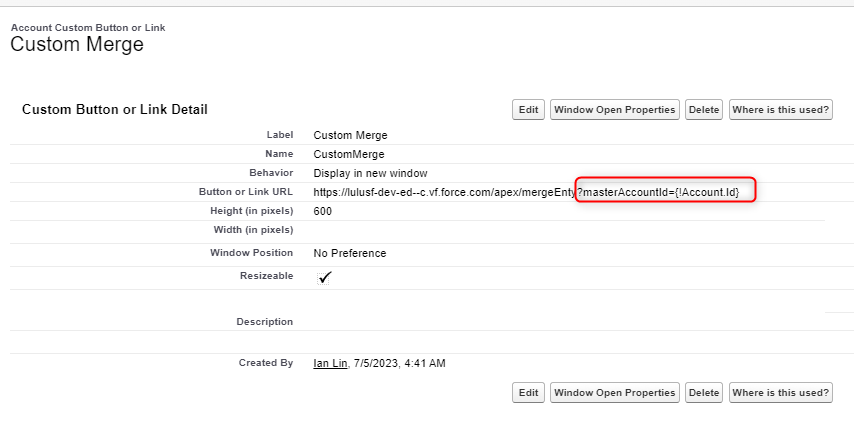 Account Custom Button or Link
Custom Merge
Custom Button or Link Detail
Edit Window Open Properties Delete Where is this used?
Label Custom Merge
Name CustomMerge
Behavior Display in new window
Button or Link URL https://lulusf-dev-ed--c.vf.force.com/apex/mergeEnty?masterAccountId={!Account.Id}
Height (in pixels) 600
Width (in pixels)
Window Position No Preference
Resizeable
Description
Created By Ian Lin, 7/5/2023, 4:41 AM
Edit Window Open Properties Delete Where is this used?